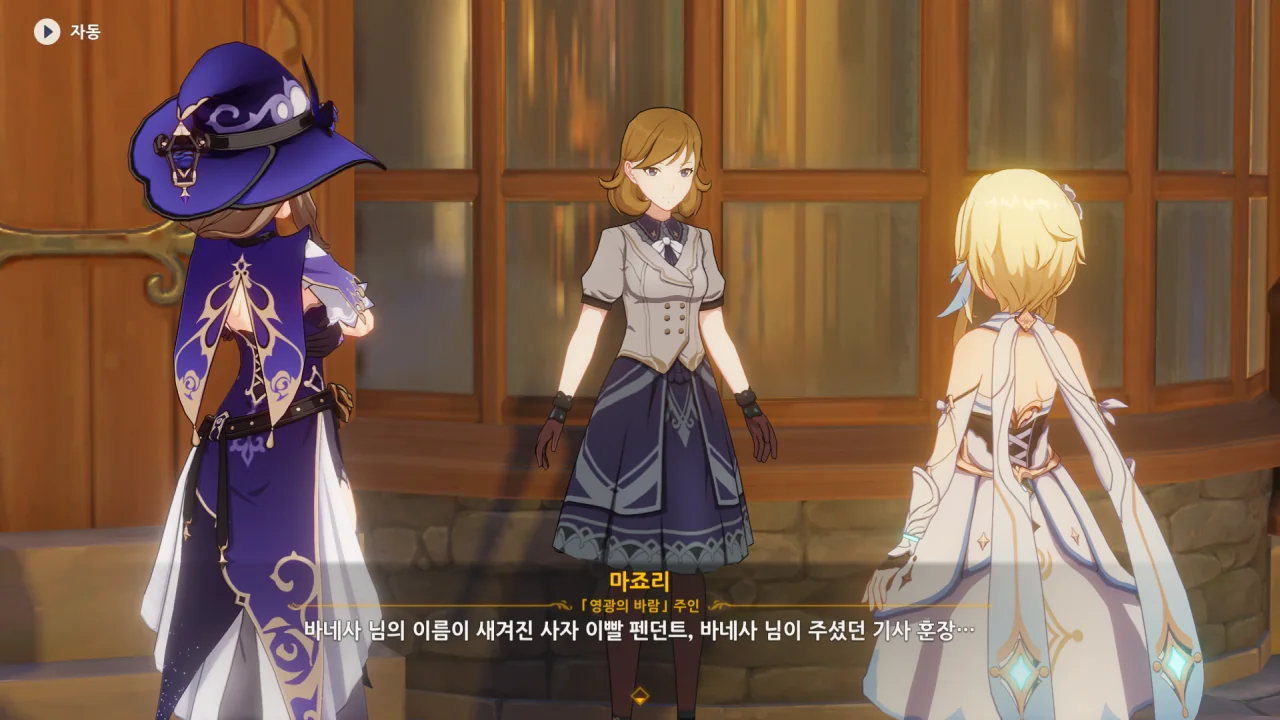 자동
마죠리
「영광의 바람」 주인
바네사 님의 이름이 새겨진 사자 이빨 펜던트, 바네사 님이 주셨던 기사 훈장…